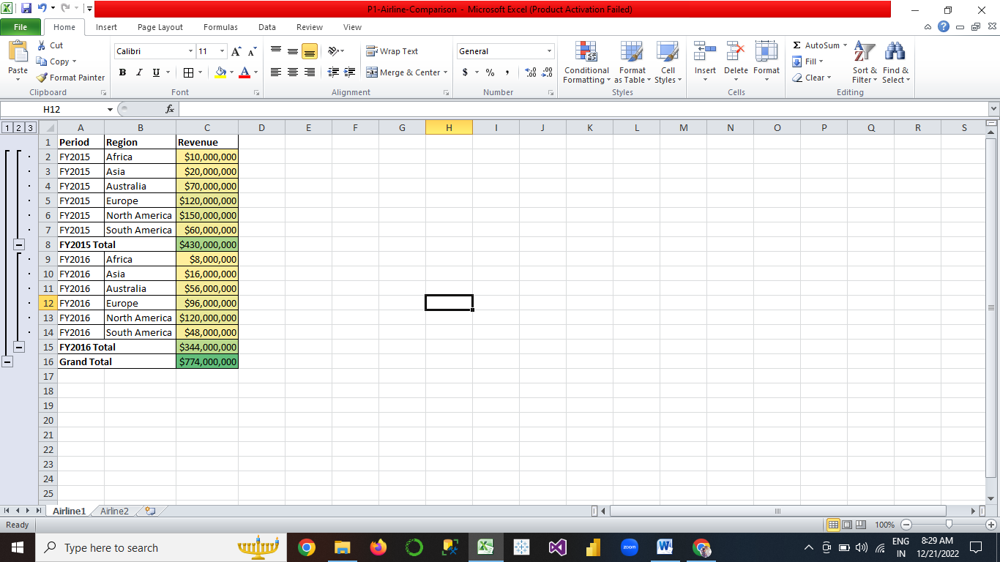 P1-Airline-Comparison - Microsoft Excel (Product Activation Failed)
File Home Insert Page Layout Formulas Data Review View
Paste
Cut
Copy
Format Painter
Clipboard
Calibri 11
B I U
Font
Wrap Text
Merge & Center
Alignment
General
$ % ,
Number
Conditional Formatting
Format as Table
Cell Styles
Styles
Insert Delete Format
Cells
Σ AutoSum
Fill
Clear
Sort & Filter
Find & Select
Editing
H12 fx
1 2 3
A B C D E F G H I J K L M N O P Q R S
1 Period Region Revenue
2 FY2015 Africa $10,000,000
3 FY2015 Asia $20,000,000
4 FY2015 Australia $70,000,000
5 FY2015 Europe $120,000,000
6 FY2015 North America $150,000,000
7 FY2015 South America $60,000,000
8 FY2015 Total $430,000,000
9 FY2016 Africa $8,000,000
10 FY2016 Asia $16,000,000
11 FY2016 Australia $56,000,000
12 FY2016 Europe $96,000,000
13 FY2016 North America $120,000,000
14 FY2016 South America $48,000,000
15 FY2016 Total $344,000,000
16 Grand Total $774,000,000
17
18
19
20
21
22
23
24
25
Airline1 Airline2
Ready 100%
Type here to search
zoom
ENG
IN
8:29 AM
12/21/2022